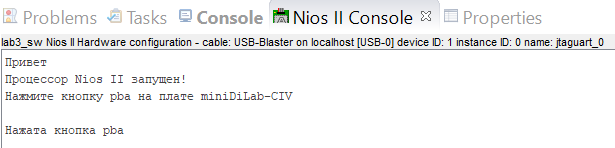 Problems Tasks Console Nios II Console Properties
lab3_sw Nios II Hardware configuration - cable: USB-Blaster on localhost [USB-0] device ID: 1 instance ID: 0 name: jtaguart_0
Привет
Процессор Nios II запущен!
Нажмите кнопку pba на плате miniDiLab-CIV
Нажата кнопка pba